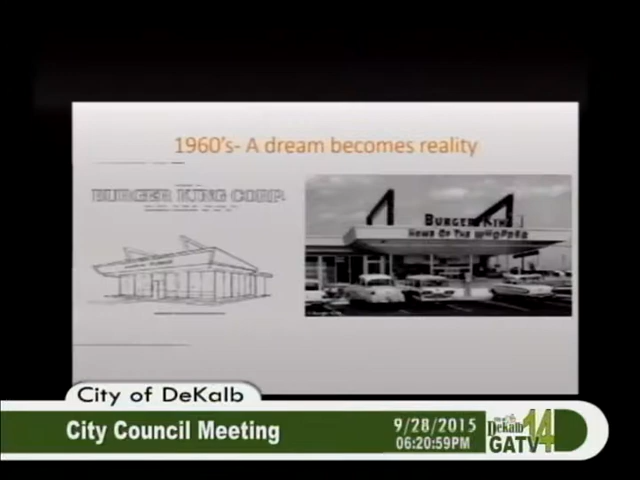 1960's- A dream becomes reality
BURGER KING CORP.
BURGER KING
HOME OF THE WHOPPER
City of DeKalb
City Council Meeting
9/28/2015
06:20:59PM
DeKalb
14
GATV